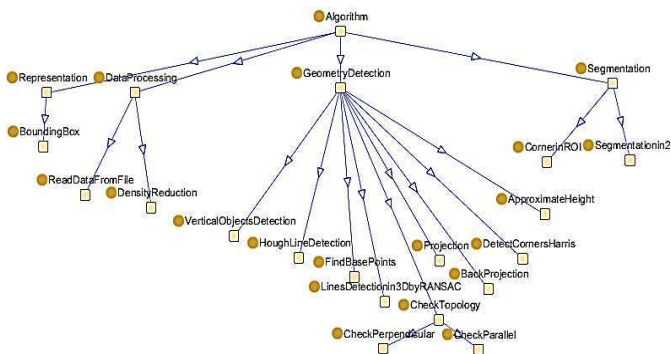 Algorithm
Representation
DataProcessing
GeometryDetection
Segmentation
BoundingBox
CornerinROI
Segmentationin2
ReadDataFromFile
DensityReduction
ApproximateHeight
VerticalObjectsDetection
HoughLineDetection
Projection
DetectCornersHarris
FindBasePoints
BackProjection
LinesDetectionin3DbyRANSAC
CheckTopology
CheckPerpendicular
CheckParallel